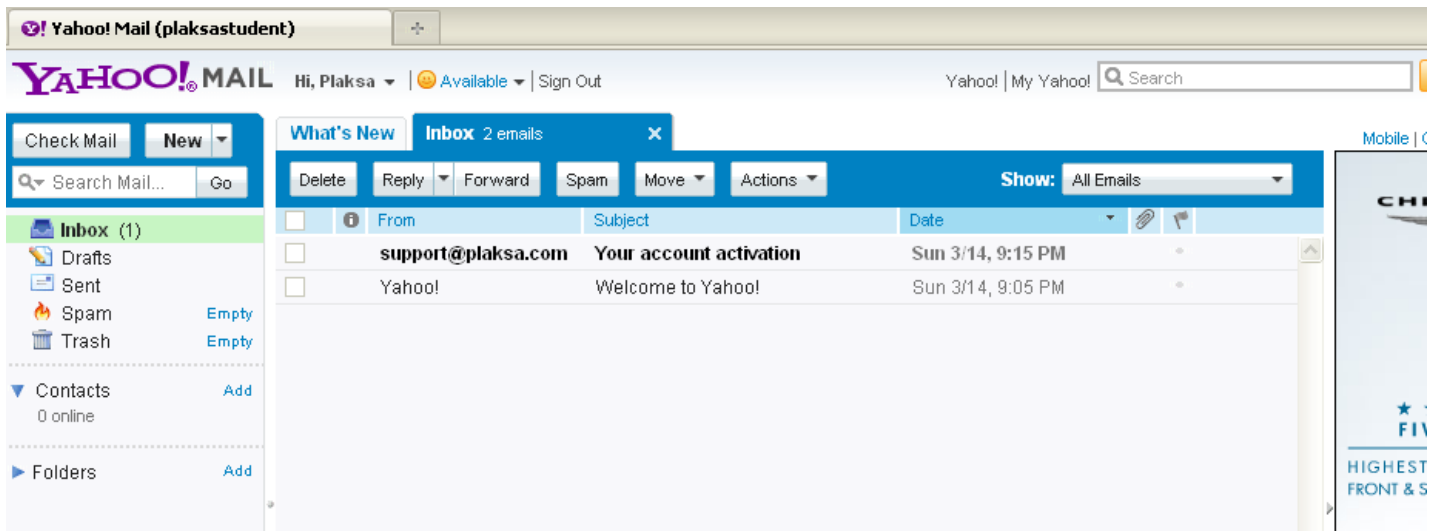 Y! Yahoo! Mail (plaksastudent)
YAHOO!® MAIL Hi, Plaksa | Available | Sign Out Yahoo! | My Yahoo! Search
Check Mail New What's New Inbox 2 emails Mobile |
Search Mail... Go Delete Reply Forward Spam Move Actions Show: All Emails
Inbox (1) From Subject Date
Drafts support@plaksa.com Your account activation Sun 3/14, 9:15 PM
Sent Yahoo! Welcome to Yahoo! Sun 3/14, 9:05 PM
Spam Empty
Trash Empty
Contacts Add
0 online
Folders Add
HIGHEST
FRONT & S